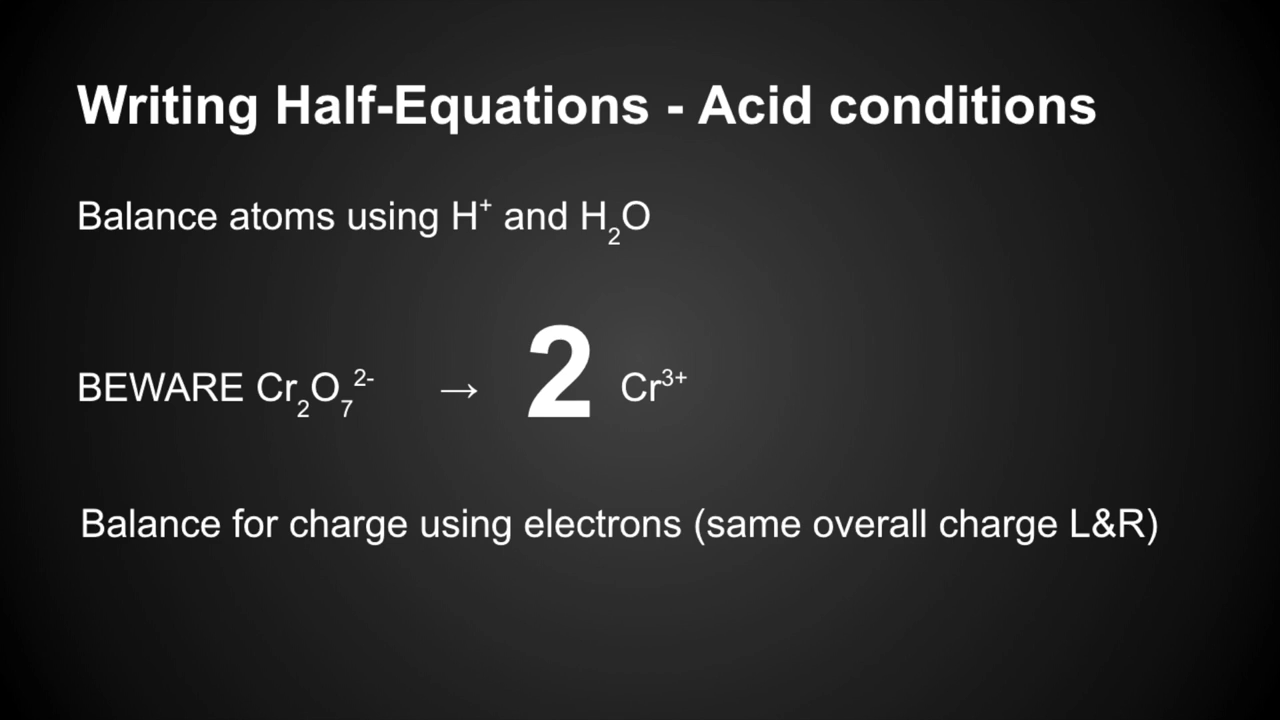 Writing Half-Equations - Acid conditions
Balance atoms using H⁺ and H₂O
BEWARE Cr₂O₇²⁻ → 2 Cr³⁺
Balance for charge using electrons (same overall charge L&R)